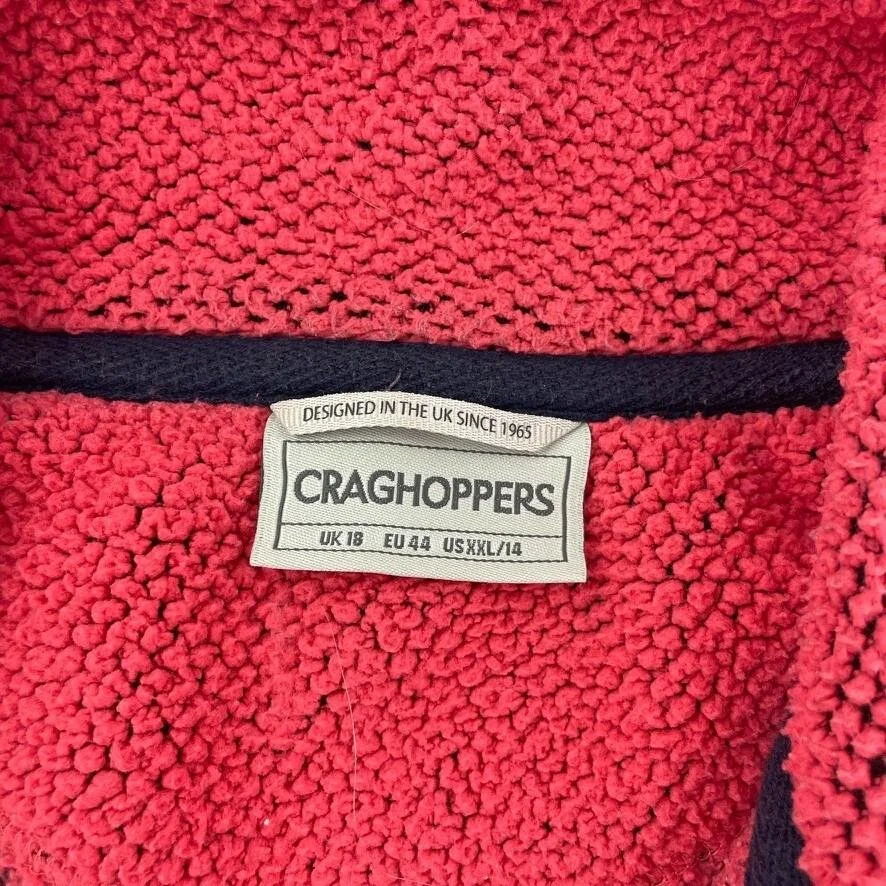 DESIGNED IN THE UK SINCE 1965
CRAGHOPPERS
UK 18 EU 44 US XXL/14